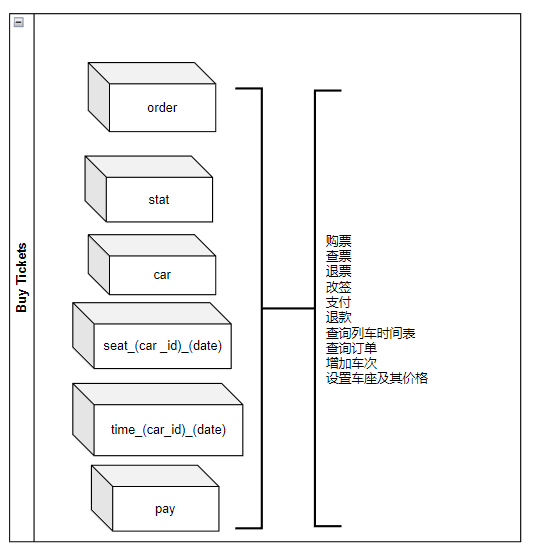 Buy Tickets
order
stat
car
seat_(car _id)_(date)
time_(car_id)_(date)
pay
购票
查票
退票
改签
支付
退款
查询列车时间表
查询订单
增加车次
设置车座及其价格